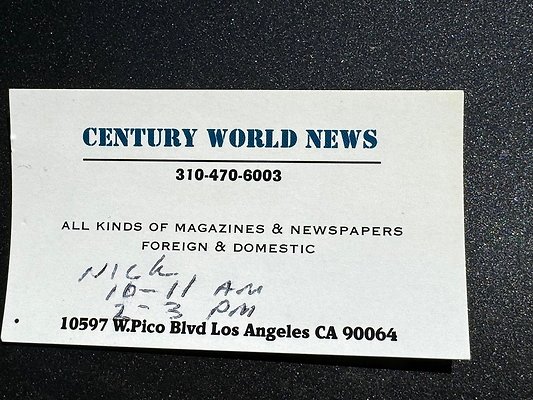 CENTURY WORLD NEWS
310-470-6003
ALL KINDS OF MAGAZINES & NEWSPAPERS
FOREIGN & DOMESTIC
NICK
10-11 AM
2-3 PM
10597 W.Pico Blvd Los Angeles CA 90064